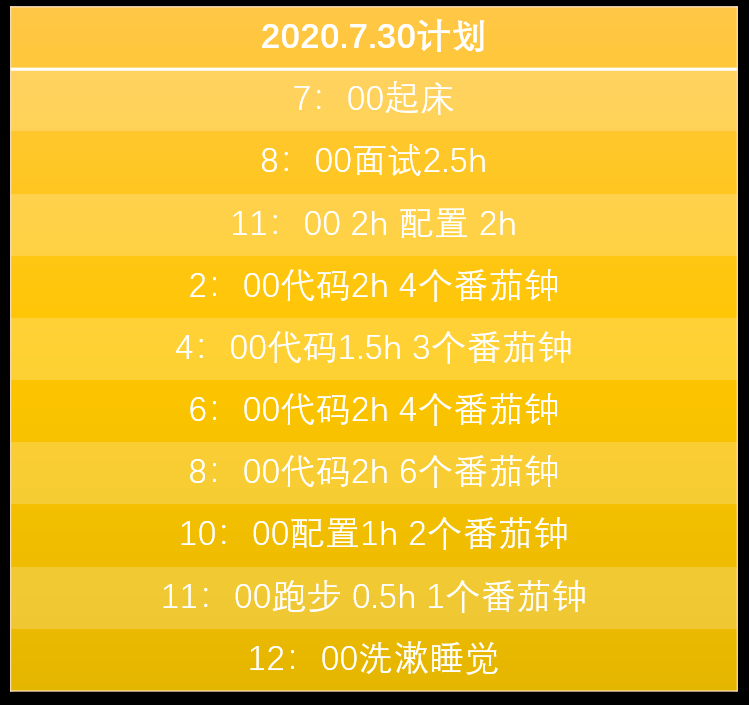 2020.7.30计划
7：00起床
8：00面试2.5h
11：00 2h 配置 2h
2：00代码2h 4个番茄钟
4：00代码1.5h 3个番茄钟
6：00代码2h 4个番茄钟
8：00代码2h 6个番茄钟
10：00配置1h 2个番茄钟
11：00跑步 0.5h 1个番茄钟
12：00洗漱睡觉